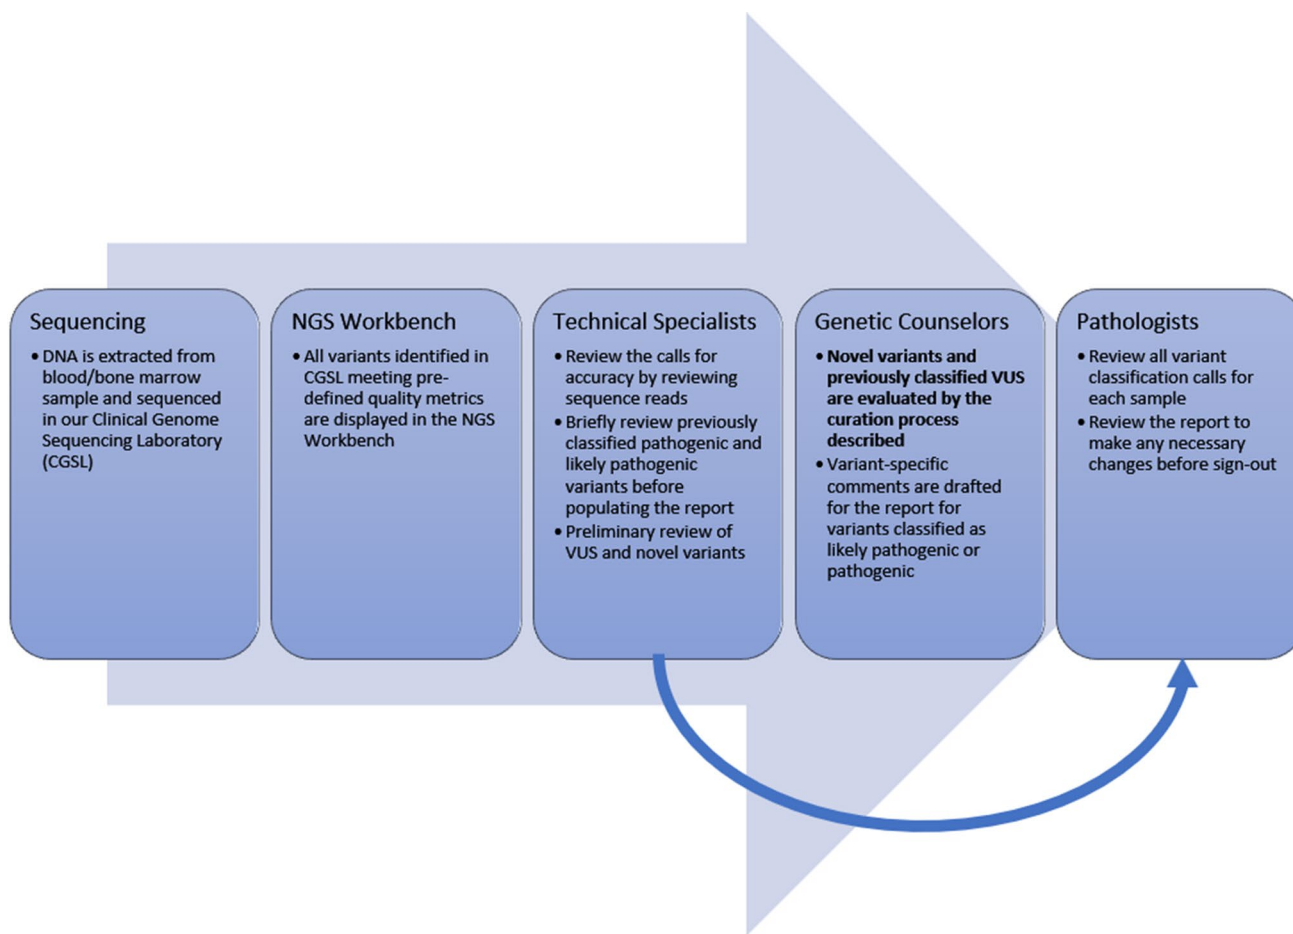 Sequencing
• DNA is extracted from
blood/bone marrow
sample and sequenced
in our Clinical Genome
Sequencing Laboratory
(CGSL)
NGS Workbench
• All variants identified in
CGSL meeting pre-
defined quality metrics
are displayed in the NGS
Workbench
Technical Specialists
• Review the calls for
accuracy by reviewing
sequence reads
• Briefly review previously
classified pathogenic and
likely pathogenic
variants before
populating the report
• Preliminary review of
VUS and novel variants
Genetic Counselors
• Novel variants and
previously classified VUS
are evaluated by the
curation process
described
• Variant-specific
comments are drafted
for the report for
variants classified as
likely pathogenic or
pathogenic
Pathologists
• Review all variant
classification calls for
each sample
• Review the report to
make any necessary
changes before sign-out